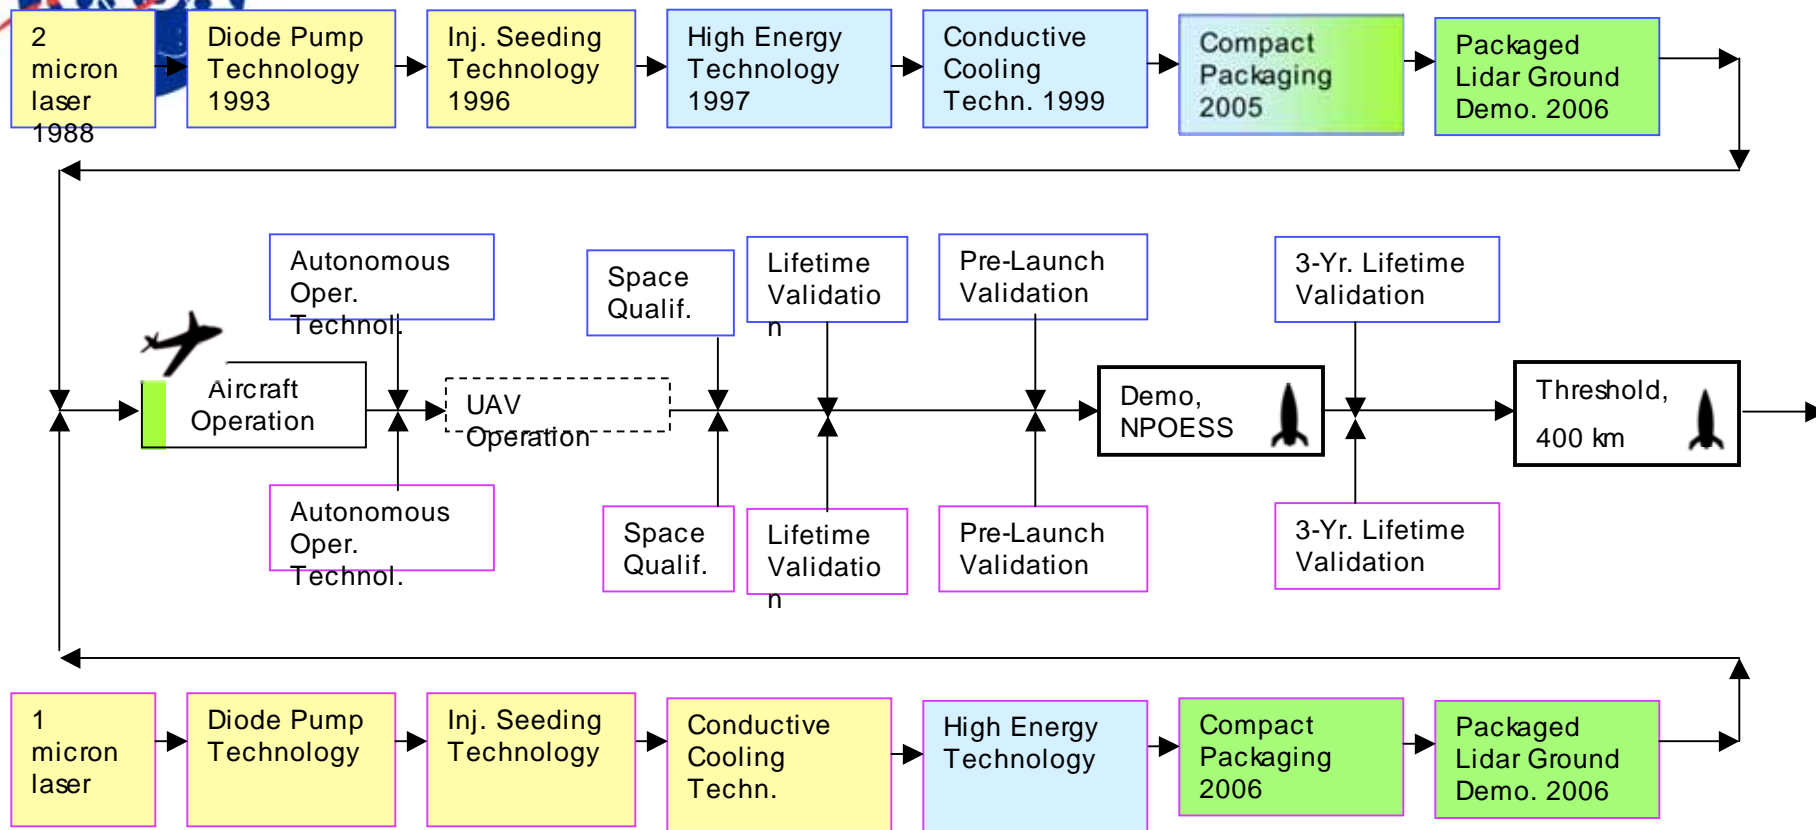 2
micron
laser
1988
Diode Pump
Technology
1993
Inj. Seeding
Technology
1996
High Energy
Technology
1997
Conductive
Cooling
Techn. 1999
Compact
Packaging
2005
Packaged
Lidar Ground
Demo. 2006
Autonomous
Oper.
Technol.
Space
Qualif.
Lifetime
Validatio
n
Pre-Launch
Validation
3-Yr. Lifetime
Validation
Aircraft
Operation
UAV
Operation
Demo,
NPOESS
Threshold,
400 km
Autonomous
Oper.
Technol.
Space
Qualif.
Lifetime
Validatio
n
Pre-Launch
Validation
3-Yr. Lifetime
Validation
1
micron
laser
Diode Pump
Technology
Inj. Seeding
Technology
Conductive
Cooling
Techn.
High Energy
Technology
Compact
Packaging
2006
Packaged
Lidar Ground
Demo. 2006